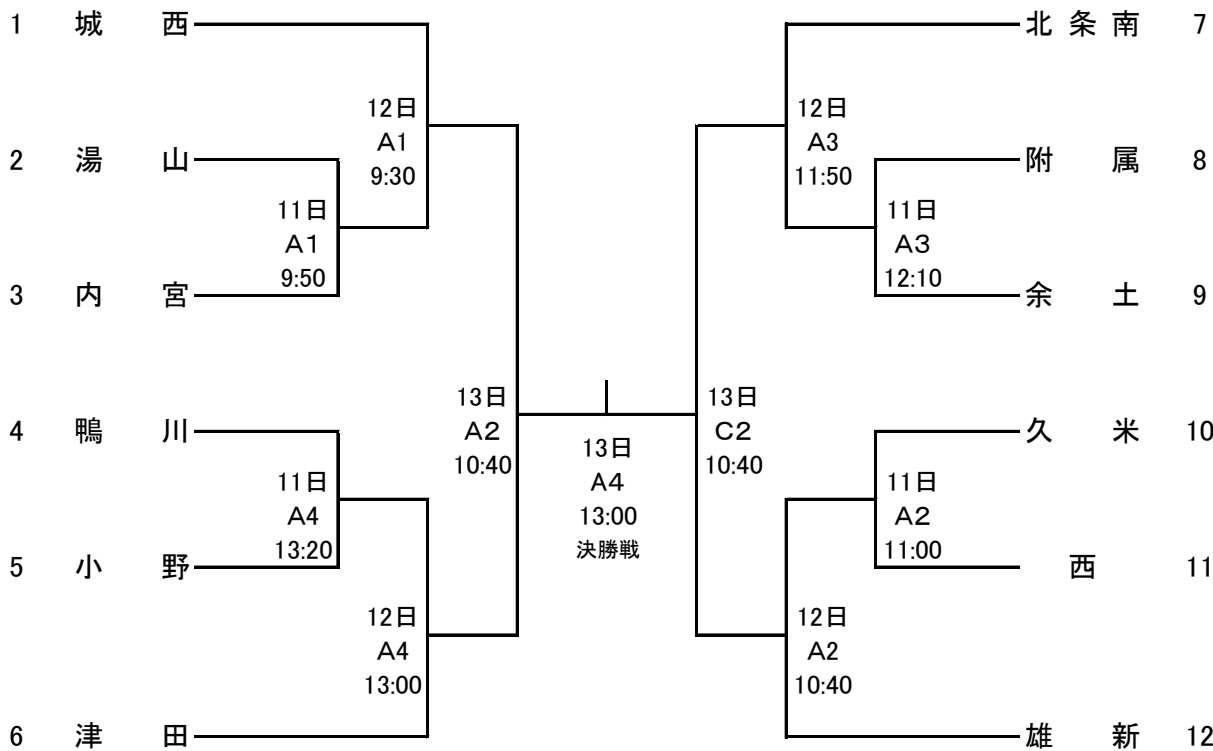 1 城 西
北 条 南 7
12日
A1
9:30
12日
A3
11:50
2 湯 山
附 属 8
11日
A1
9:50
11日
A3
12:10
3 内 宮
余 土 9
13日
A2
10:40
13日
C2
10:40
4 鴨 川
久 米 10
13日
A4
13:00
決勝戦
11日
A4
13:20
11日
A2
11:00
5 小 野
西 11
12日
A4
13:00
12日
A2
10:40
6 津 田
雄 新 12